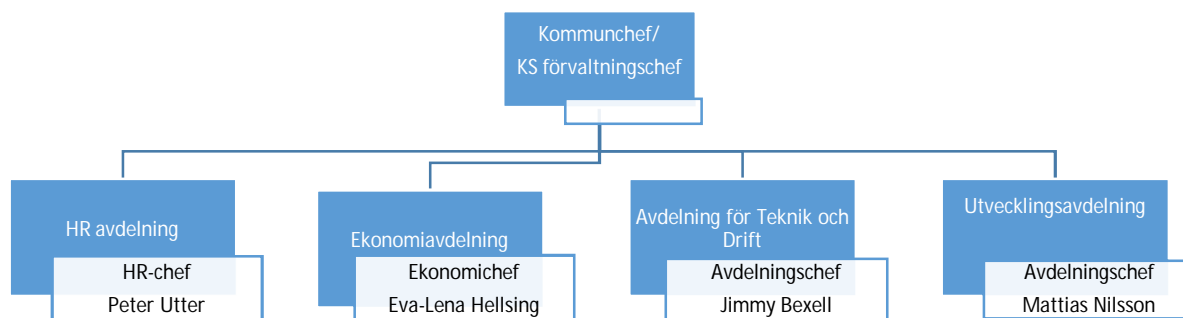 Kommunchef/
KS förvaltningschef
HR avdelning
HR-chef
Peter Utter
Ekonomiavdelning
Ekonomichef
Eva-Lena Hellsing
Avdelning för Teknik och
Drift
Avdelningschef
Jimmy Bexell
Utvecklingsavdelning
Avdelningschef
Mattias Nilsson